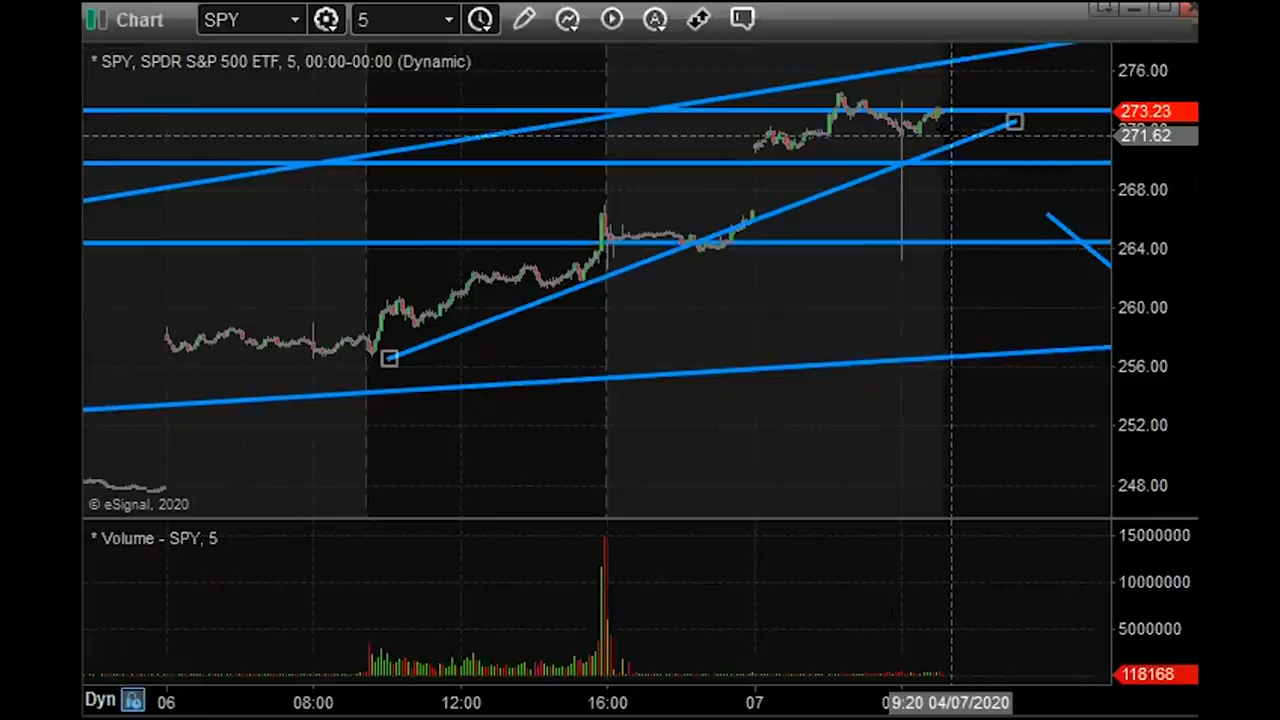 Chart SPY 5
* SPY, SPDR S&P 500 ETF, 5, 00:00-00:00 (Dynamic)
276.00
273.23
271.62
268.00
264.00
260.00
256.00
252.00
248.00
© eSignal, 2020
* Volume - SPY, 5
15000000
10000000
5000000
118168
Dyn 06 08:00 12:00 16:00 07 09:20 04/07/2020